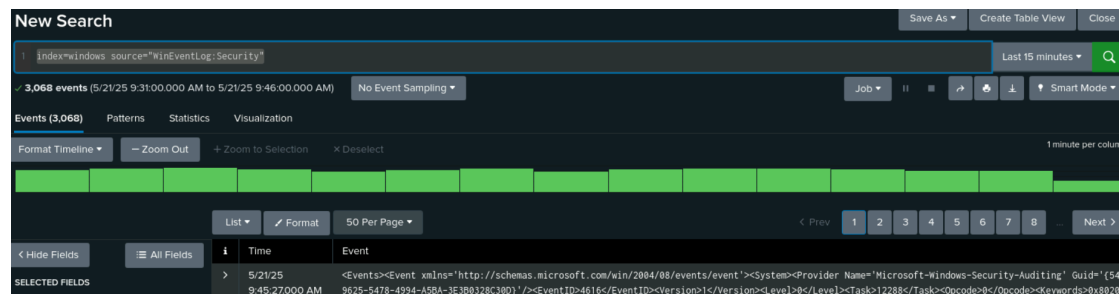 New Search
Save As ▾ Create Table View Close
1 index=windows source="WinEventLog:Security"
Last 15 minutes ▾
✓ 3,068 events (5/21/25 9:31:00.000 AM to 5/21/25 9:46:00.000 AM) No Event Sampling ▾
Job ▾ Smart Mode ▾
Events (3,068) Patterns Statistics Visualization
Format Timeline ▾ — Zoom Out + Zoom to Selection × Deselect
1 minute per colum
List ▾ Format 50 Per Page ▾
< Prev 1 2 3 4 5 6 7 8 ... Next >
< Hide Fields All Fields
i Time Event
SELECTED FIELDS
> 5/21/25 <Events><Event xmlns='http://schemas.microsoft.com/win/2004/08/events/event'><System><Provider Name='Microsoft-Windows-Security-Auditing' Guid='{54
9:45:27.000 AM 9625-5478-4994-A5BA-3E3B0328C30D}'/><EventID>4616</EventID><Version>1</Version><Level>0</Level><Task>12288</Task><Opcode>0</Opcode><Keywords>0x803